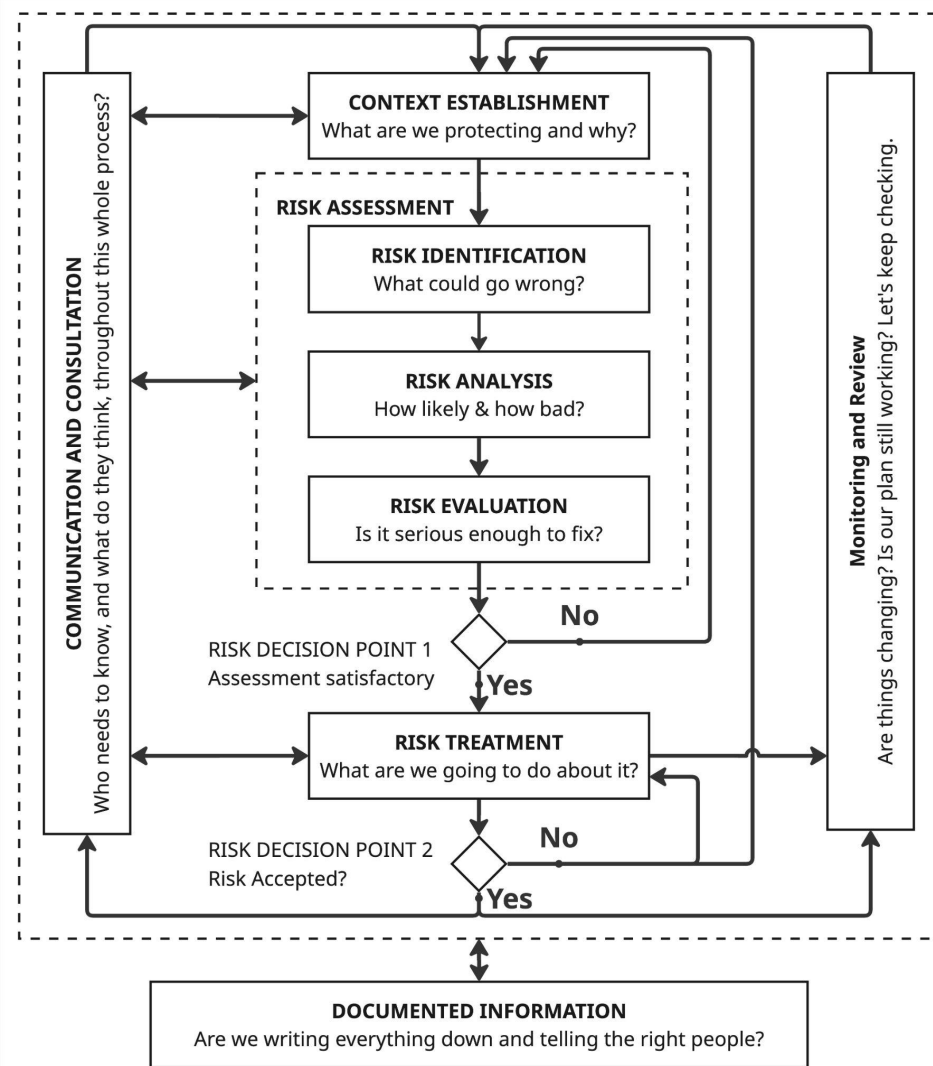 CONTEXT ESTABLISHMENT
What are we protecting and why?
COMMUNICATION AND CONSULTATION
Who needs to know, and what do they think, throughout this whole process?
RISK ASSESSMENT
RISK IDENTIFICATION
What could go wrong?
RISK ANALYSIS
How likely & how bad?
RISK EVALUATION
Is it serious enough to fix?
Monitoring and Review
Are things changing? Is our plan still working? Let's keep checking.
No
RISK DECISION POINT 1
Assessment satisfactory
Yes
RISK TREATMENT
What are we going to do about it?
No
RISK DECISION POINT 2
Risk Accepted?
Yes
DOCUMENTED INFORMATION
Are we writing everything down and telling the right people?